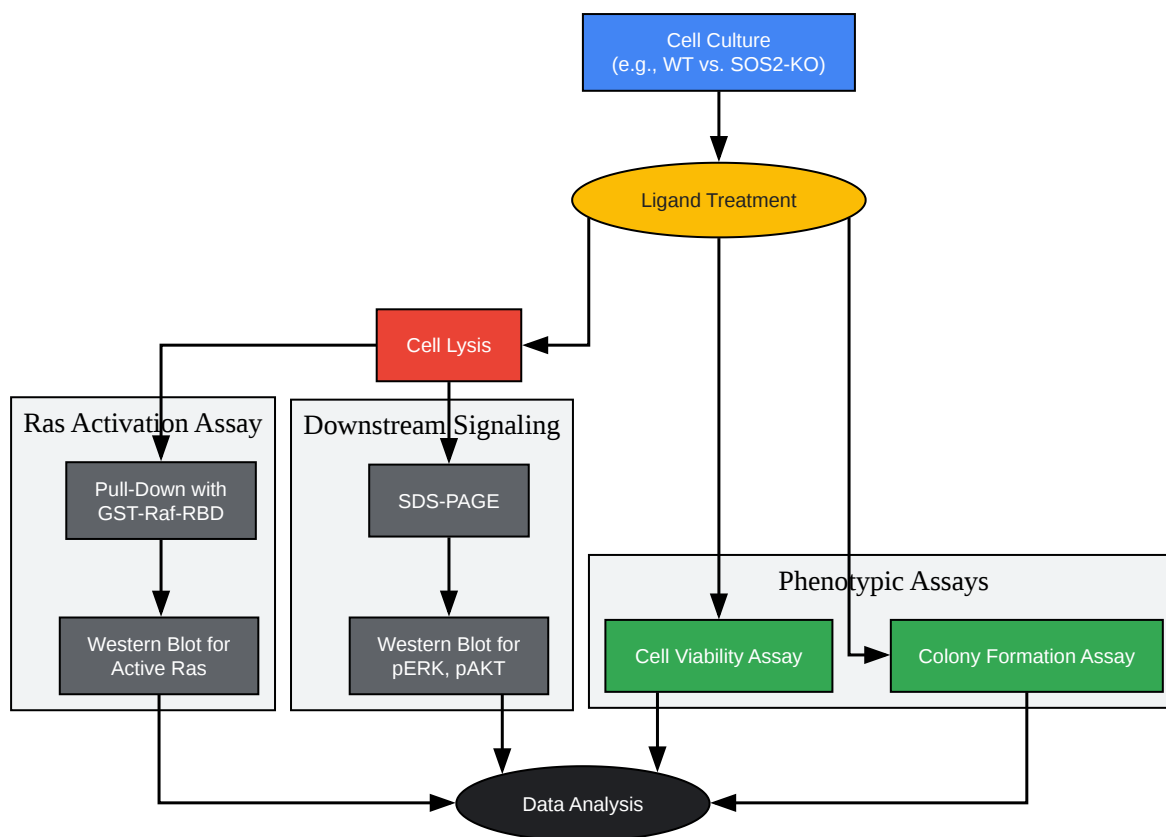 Cell Culture
(e.g., WT vs. SOS2-KO)
Ligand Treatment
Cell Lysis
Ras Activation Assay
Pull-Down with
GST-Raf-RBD
Western Blot for
Active Ras
Downstream Signaling
SDS-PAGE
Western Blot for
pERK, pAKT
Phenotypic Assays
Cell Viability Assay
Colony Formation Assay
Data Analysis